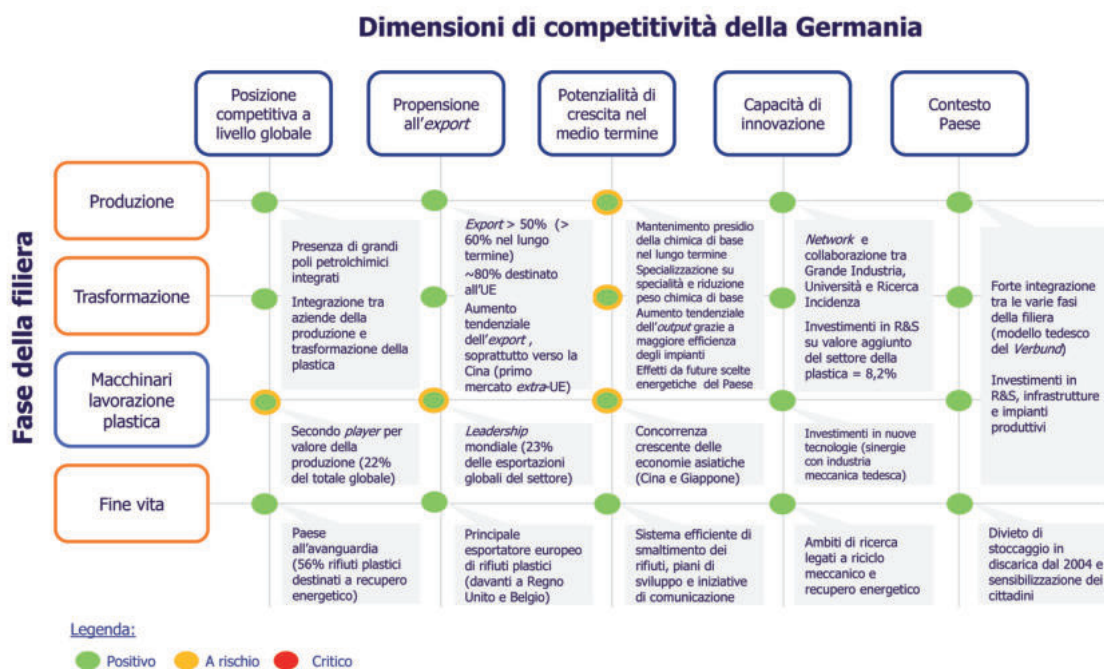 Dimensioni di competitività della Germania
Posizione
competitiva a
livello globale
Propensione
all'export
Potenzialità di
crescita nel
medio termine
Capacità di
innovazione
Contesto
Paese
Fase della filiera
Produzione
Trasformazione
Macchinari
lavorazione
plastica
Fine vita
Presenza di grandi
poli petrolchimici
integrati
Integrazione tra
aziende della
produzione e
trasformazione della
plastica
Export > 50% (>
60% nel lungo
termine)
~80% destinato
all'UE
Aumento
tendenziale
dell'export ,
soprattutto verso la
Cina (primo
mercato extra-UE)
Mantenimento presidio
della chimica di base
nel lungo termine
Specializzazione su
specialità e riduzione
peso chimica di base
Aumento tendenziale
dell'output grazie a
maggiore efficienza
degli impianti
Effetti da future scelte
energetiche del Paese
Network e
collaborazione tra
Grande Industria,
Università e Ricerca
Incidenza
Investimenti in R&S
su valore aggiunto
del settore della
plastica = 8,2%
Forte integrazione
tra le varie fasi
della filiera
(modello tedesco
del Verbund)
Investimenti in
R&S, infrastrutture
e impianti
produttivi
Secondo player per
valore della
produzione (22%
del totale globale)
Leadership
mondiale (23%
delle esportazioni
globali del settore)
Concorrenza
crescente delle
economie asiatiche
(Cina e Giappone)
Investimenti in nuove
tecnologie (sinergie
con industria
meccanica tedesca)
Paese
all'avanguardia
(56% rifiuti plastici
destinati a recupero
energetico)
Principale
esportatore europeo
di rifiuti plastici
(davanti a Regno
Unito e Belgio)
Sistema efficiente di
smaltimento dei
rifiuti, piani di
sviluppo e iniziative
di comunicazione
Ambiti di ricerca
legati a riciclo
meccanico e
recupero energetico
Divieto di
stoccaggio in
discarica dal 2004 e
sensibilizzazione dei
cittadini
Legenda:
Positivo
A rischio
Critico